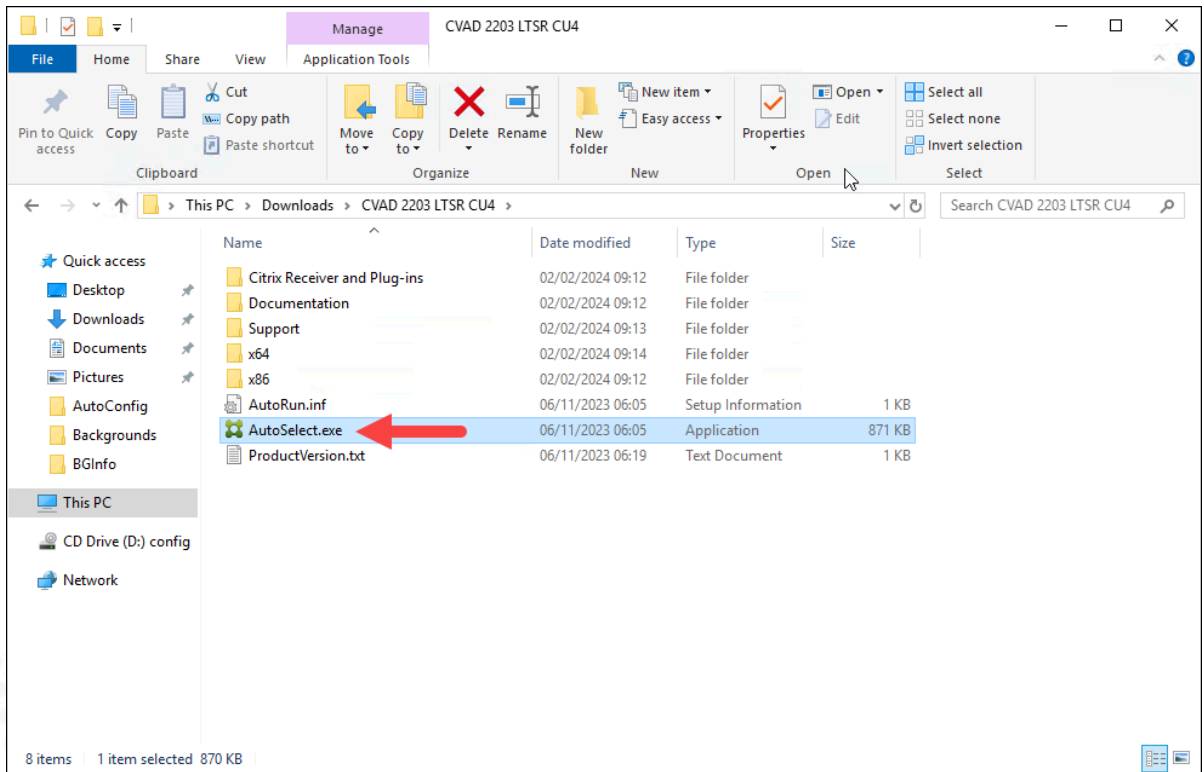 Manage
CVAD 2203 LTSR CU4
File
Home
Share
View
Application Tools
Pin to Quick access
Copy
Paste
Cut
Copy path
Paste shortcut
Clipboard
Move to
Copy to
Delete
Rename
Organize
New folder
New item
Easy access
New
Properties
Open
Edit
Open
Select all
Select none
Invert selection
Select
This PC > Downloads > CVAD 2203 LTSR CU4 >
Search CVAD 2203 LTSR CU4
Quick access
Desktop
Downloads
Documents
Pictures
AutoConfig
Backgrounds
BGInfo
This PC
CD Drive (D:) config
Network
Name Date modified Type Size
Citrix Receiver and Plug-ins 02/02/2024 09:12 File folder
Documentation 02/02/2024 09:12 File folder
Support 02/02/2024 09:13 File folder
x64 02/02/2024 09:14 File folder
x86 02/02/2024 09:12 File folder
AutoRun.inf 06/11/2023 06:05 Setup Information 1 KB
AutoSelect.exe 06/11/2023 06:05 Application 871 KB
ProductVersion.txt 06/11/2023 06:19 Text Document 1 KB
8 items 1 item selected 870 KB